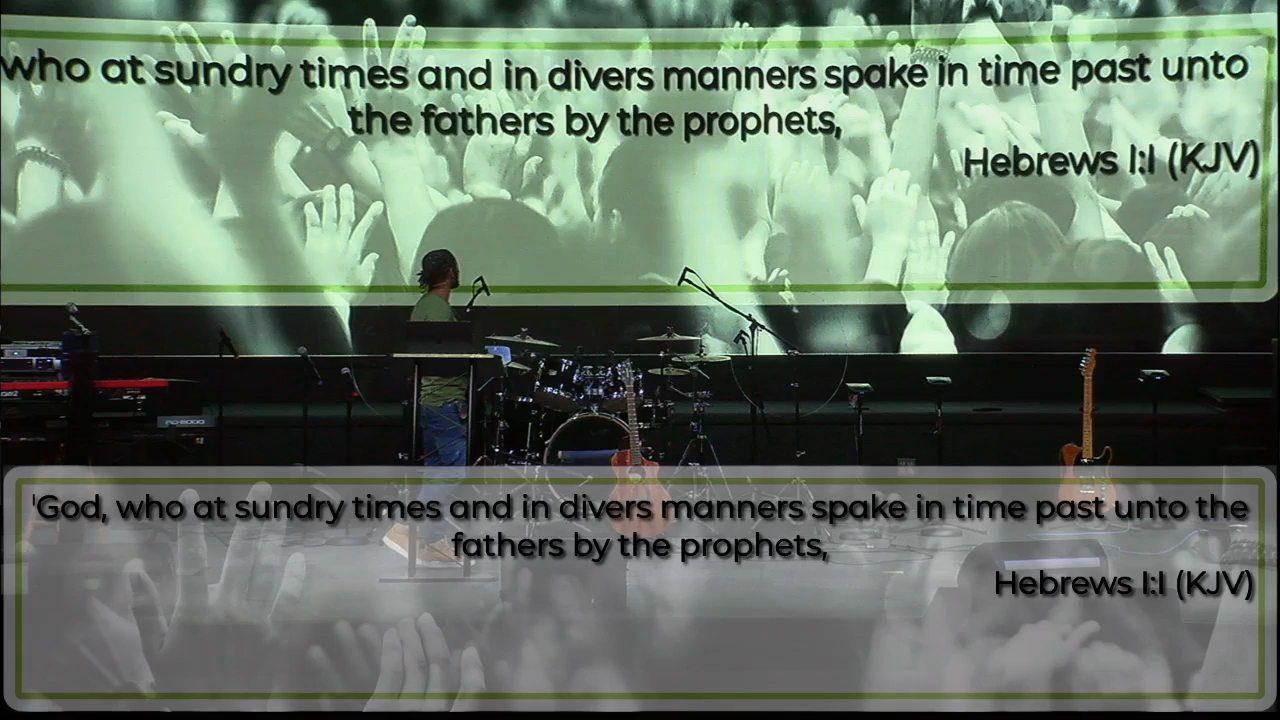 who at sundry times and in divers manners spake in time past unto
the fathers by the prophets,
Hebrews 1:1 (KJV)
'God, who at sundry times and in divers manners spake in time past unto the
fathers by the prophets,
Hebrews 1:1 (KJV)